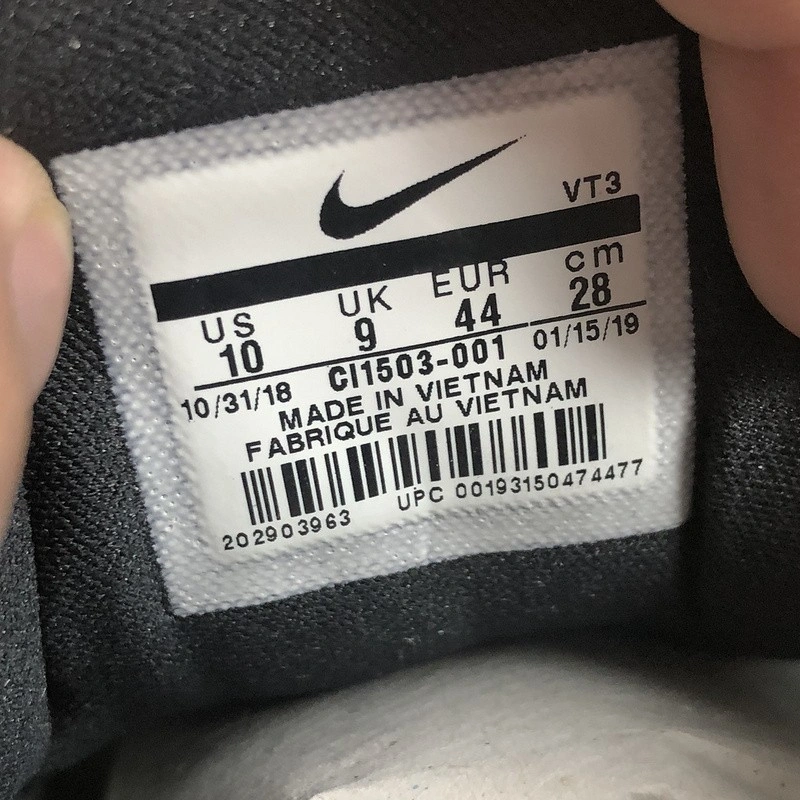 VT3
US UK EUR cm
10 9 44 28
10/31/18 CI1503-001 01/15/19
MADE IN VIETNAM
FABRIQUE AU VIETNAM
202903963 UPC 00193150474477